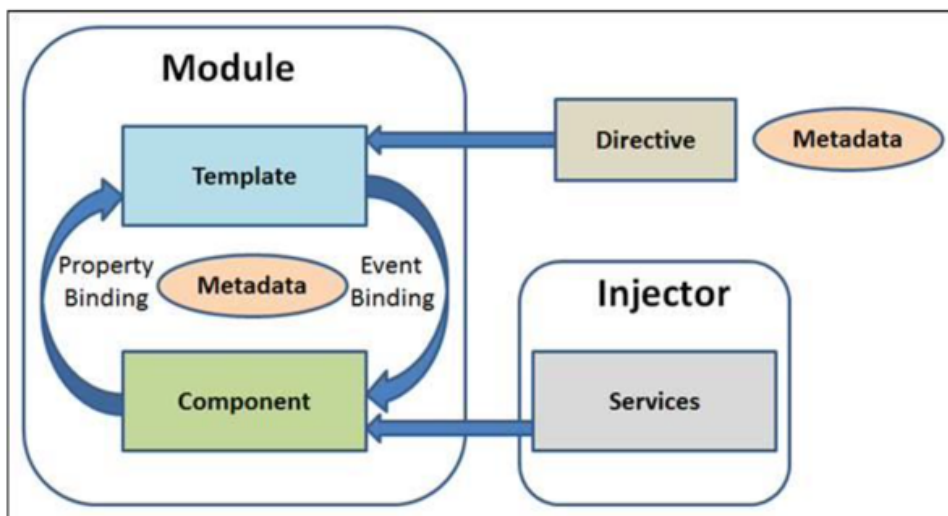 Module
Template
Directive
Metadata
Property
Binding
Metadata
Event
Binding
Injector
Component
Services